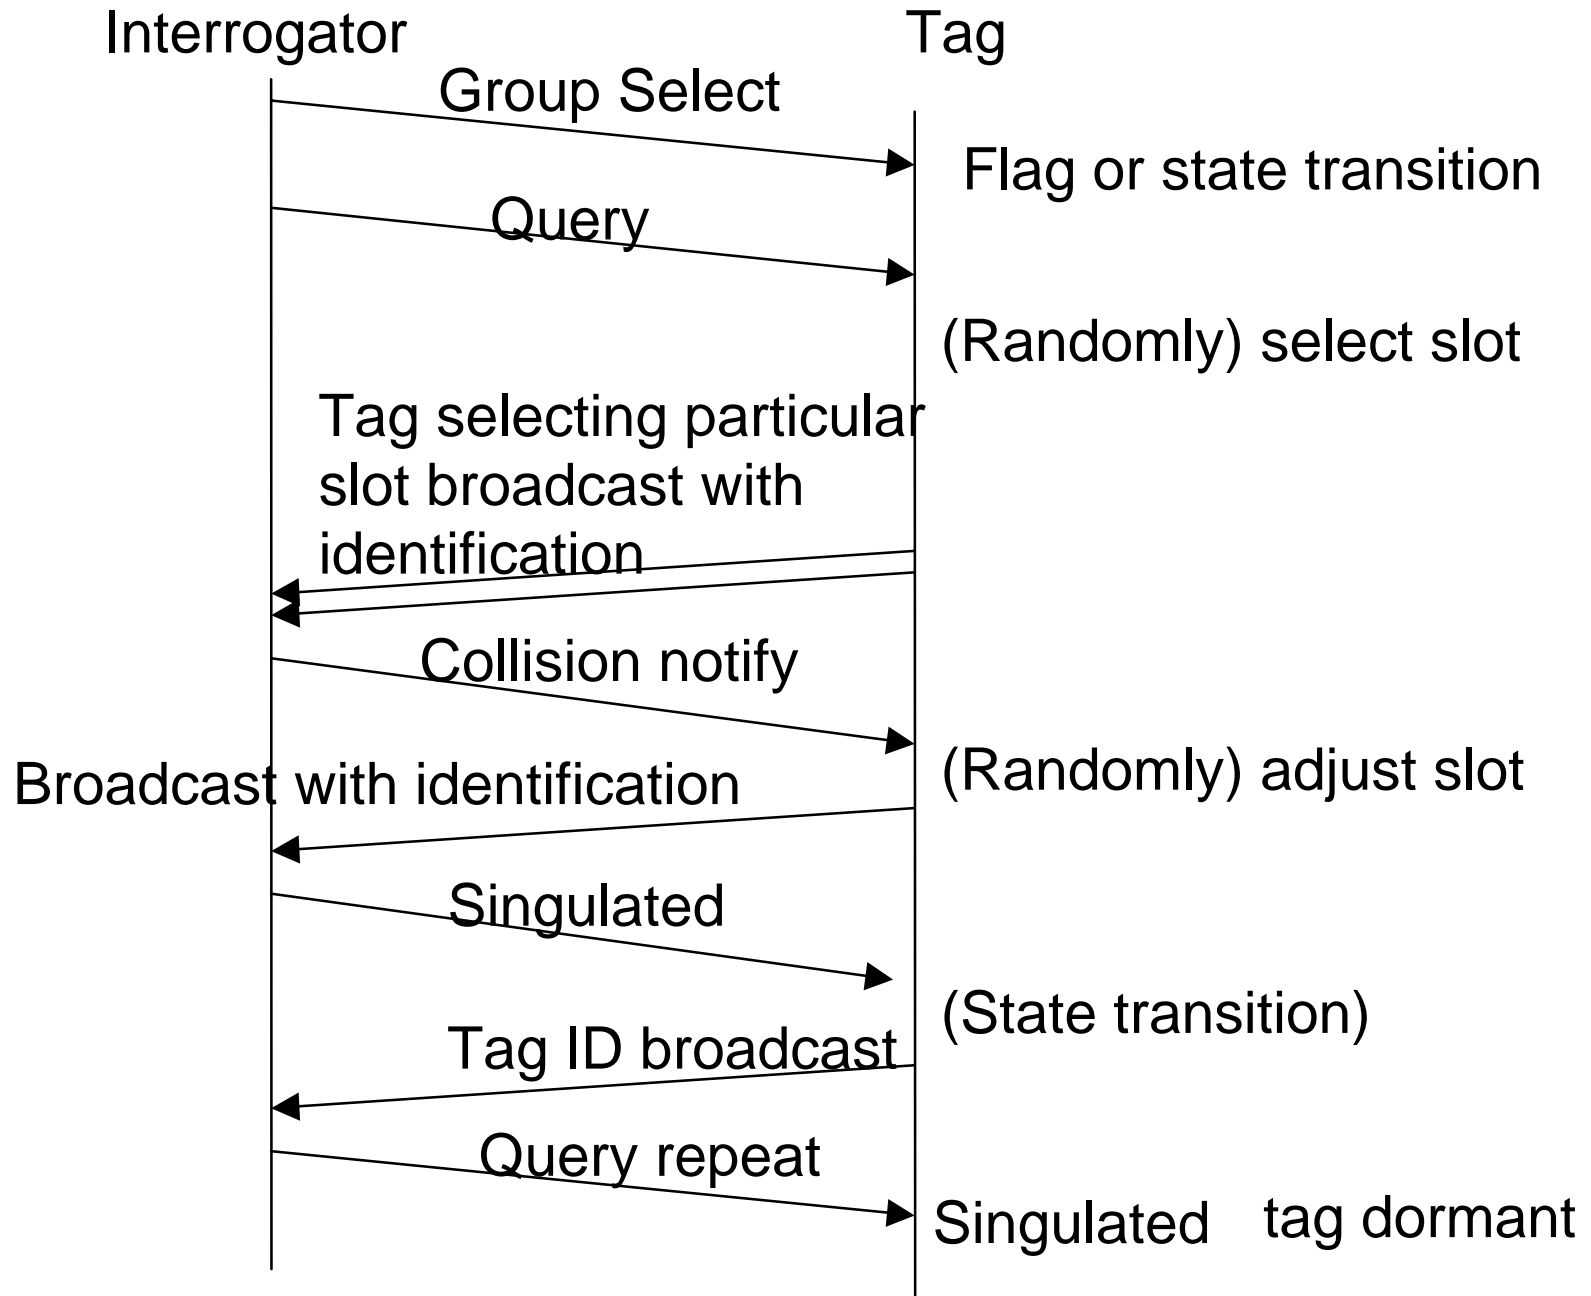 Interrogator
Tag
Group Select
Flag or state transition
Query
(Randomly) select slot
Tag selecting particular
slot broadcast with
identification
Collision notify
(Randomly) adjust slot
Broadcast with identification
Singulated
(State transition)
Tag ID broadcast
Query repeat
Singulated tag dormant